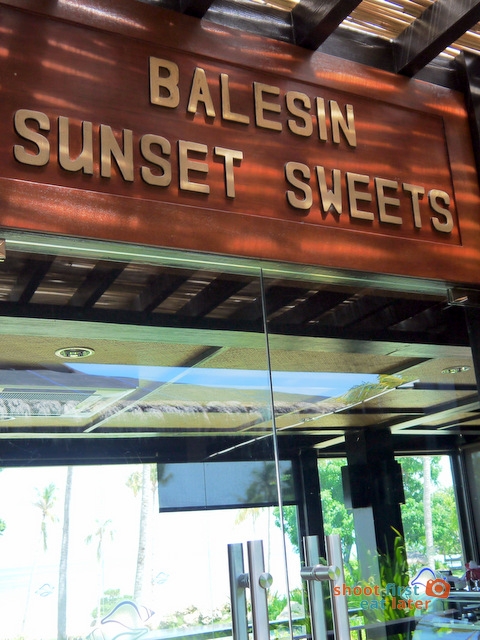 BALESIN
SUNSET SWEETS
shoot first
eat later